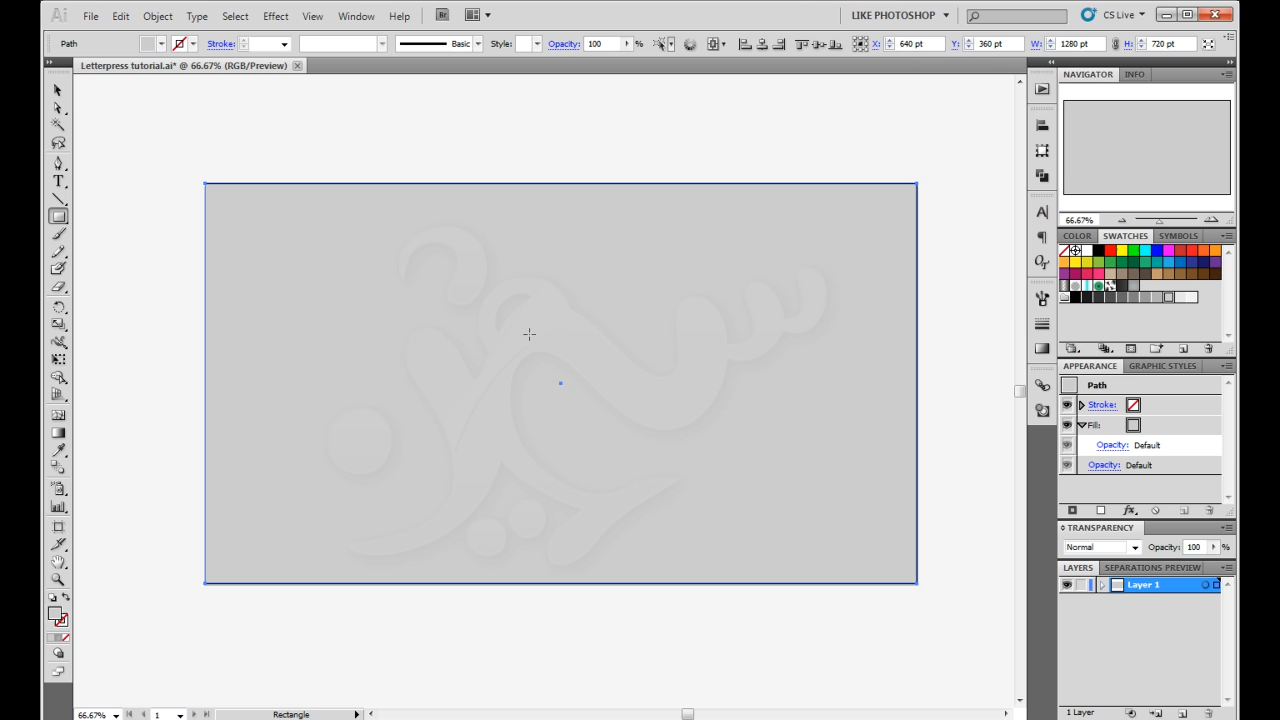 Ai File Edit Object Type Select Effect View Window Help Br LIKE PHOTOSHOP CS Live
Path Stroke: Basic Style: Opacity: 100 % X: 640 pt Y: 360 pt W: 1280 pt H: 720 pt
Letterpress tutorial.ai* @ 66.67% (RGB/Preview)
NAVIGATOR INFO
66.67%
COLOR SWATCHES SYMBOLS
APPEARANCE GRAPHIC STYLES
Path
Stroke:
Fill:
Opacity: Default
Opacity: Default
fx
TRANSPARENCY
Normal Opacity: 100 %
LAYERS SEPARATIONS PREVIEW
Layer 1
1 Layer
66.67% 1 Rectangle